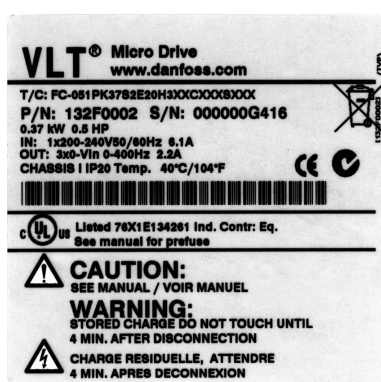 VLT® Micro Drive
www.danfoss.com
T/C: FC-051PK37S2E20H3XXCXXXSXXX
P/N: 132F0002 S/N: 000000G416
0.37 kW 0.5 HP
IN: 1x200-240V50/60Hz 6.1A
OUT: 3x0-Vin 0-400Hz 2.2A
CHASSIS I IP20 Temp. 40°C/104°F
CE
c UL US Listed 76X1E134261 Ind. Contr: Eq.
See manual for prefuse
CAUTION:
SEE MANUAL / VOIR MANUEL
WARNING:
STORED CHARGE DO NOT TOUCH UNTIL
4 MIN. AFTER DISCONNECTION
CHARGE RESIDUELLE, ATTENDRE
4 MIN. APRES DECONNEXION